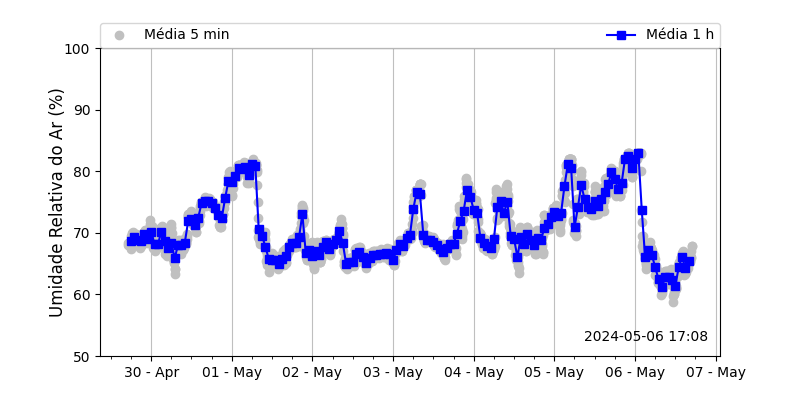 Média 5 min
Média 1 h
Umidade Relativa do Ar (%)
100
90
80
70
60
50
2024-05-06 17:08
30 - Apr
01 - May
02 - May
03 - May
04 - May
05 - May
06 - May
07 - May